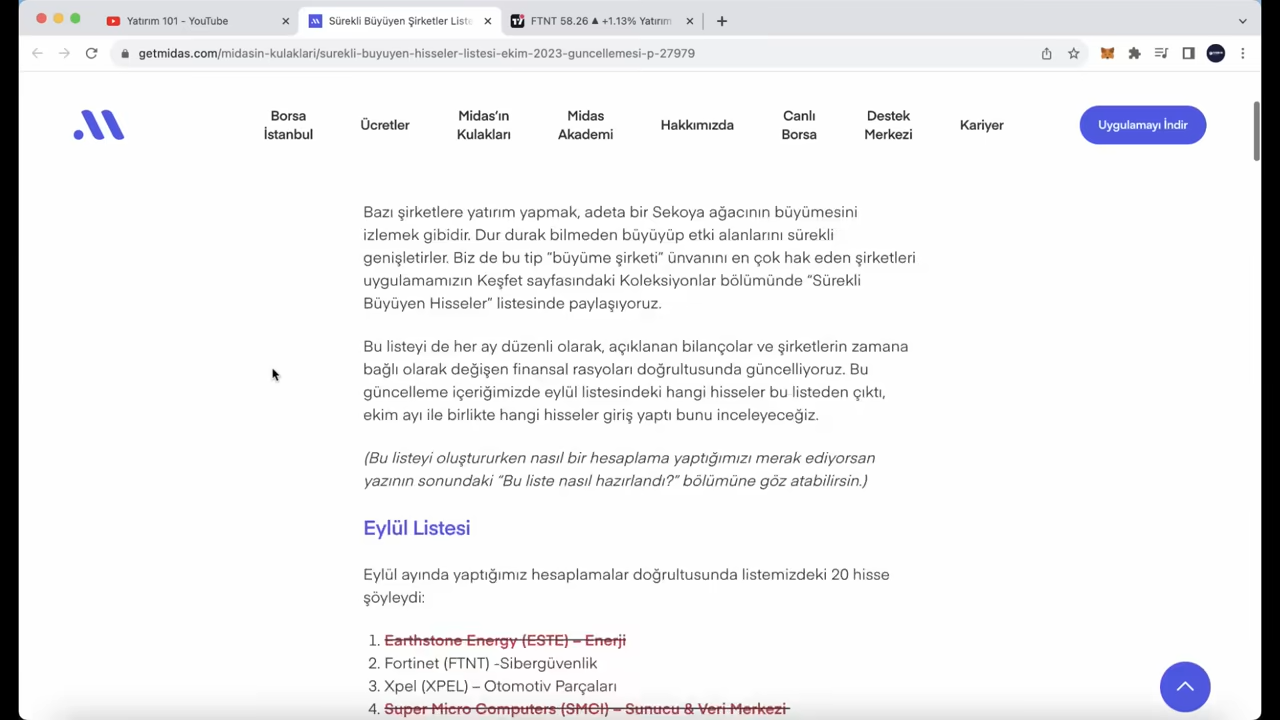 Yatırım 101 - YouTube
Sürekli Büyüyen Şirketler Liste
FTNT 58.26 ▲ +1.13% Yatırım
getmidas.com/midasin-kulaklari/surekli-buyuyen-hisseler-listesi-ekim-2023-guncellemesi-p-27979
Borsa İstanbul
Ücretler
Midas’ın Kulakları
Midas Akademi
Hakkımızda
Canlı Borsa
Destek Merkezi
Kariyer
Uygulamayı İndir
Bazı şirketlere yatırım yapmak, adeta bir Sekoya ağacının büyümesini
izlemek gibidir. Dur durak bilmeden büyüyüp etki alanlarını sürekli
genişletirler. Biz de bu tip “büyüme şirketi” ünvanını en çok hak eden şirketleri
uygulamamızın Keşfet sayfasındaki Koleksiyonlar bölümünde “Sürekli
Büyüyen Hisseler” listesinde paylaşıyoruz.
Bu listeyi de her ay düzenli olarak, açıklanan bilançolar ve şirketlerin zamana
bağlı olarak değişen finansal rasyoları doğrultusunda güncelliyoruz. Bu
güncelleme içeriğimizde eylül listesindeki hangi hisseler bu listeden çıktı,
ekim ayı ile birlikte hangi hisseler giriş yaptı bunu inceleyeceğiz.
(Bu listeyi oluştururken nasıl bir hesaplama yaptığımızı merak ediyorsan
yazının sonundaki “Bu liste nasıl hazırlandı?” bölümüne göz atabilirsin.)
Eylül Listesi
Eylül ayında yaptığımız hesaplamalar doğrultusunda listemizdeki 20 hisse
şöyleydi:
1. Earthstone Energy (ESTE) – Enerji
2. Fortinet (FTNT) -Sibergüvenlik
3. Xpel (XPEL) – Otomotiv Parçaları
4. Super Micro Computers (SMCI) – Sunucu & Veri Merkezi